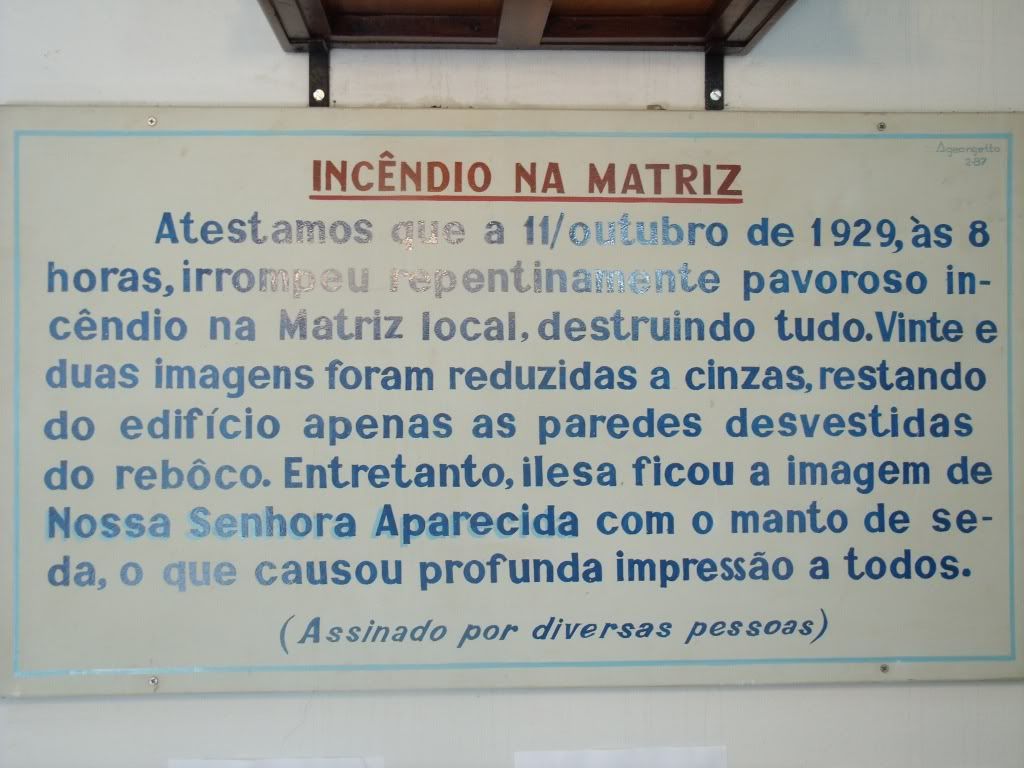 INCÊNDIO NA MATRIZ
Atestamos que a 11/outubro de 1929, às 8
horas, irrompeu repentinamente pavoroso in-
cêndio na Matriz local, destruindo tudo. Vinte e
duas imagens foram reduzidas a cinzas, restando
do edifício apenas as paredes desvestidas
do rebôco. Entretanto, ilesa ficou a imagem de
Nossa Senhora Aparecida com o manto de se-
da, o que causou profunda impressão a todos.
(Assinado por diversas pessoas)
2-87